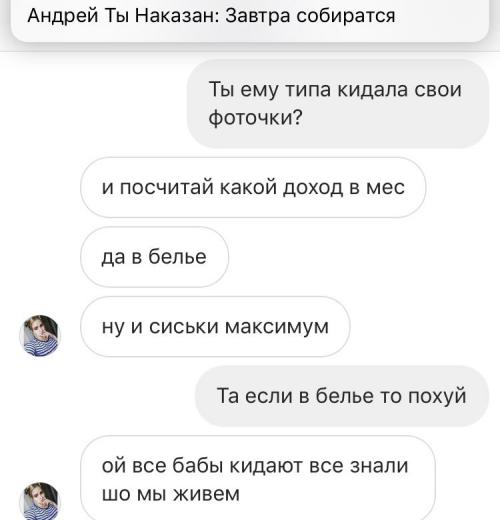 Андрей Ты Наказан: Завтра собиратся
Ты ему типа кидала свои
фоточки?
и посчитай какой доход в мес
да в белье
ну и сиськи максимум
Та если в белье то похуй
ой все бабы кидают все знали
шо мы живем